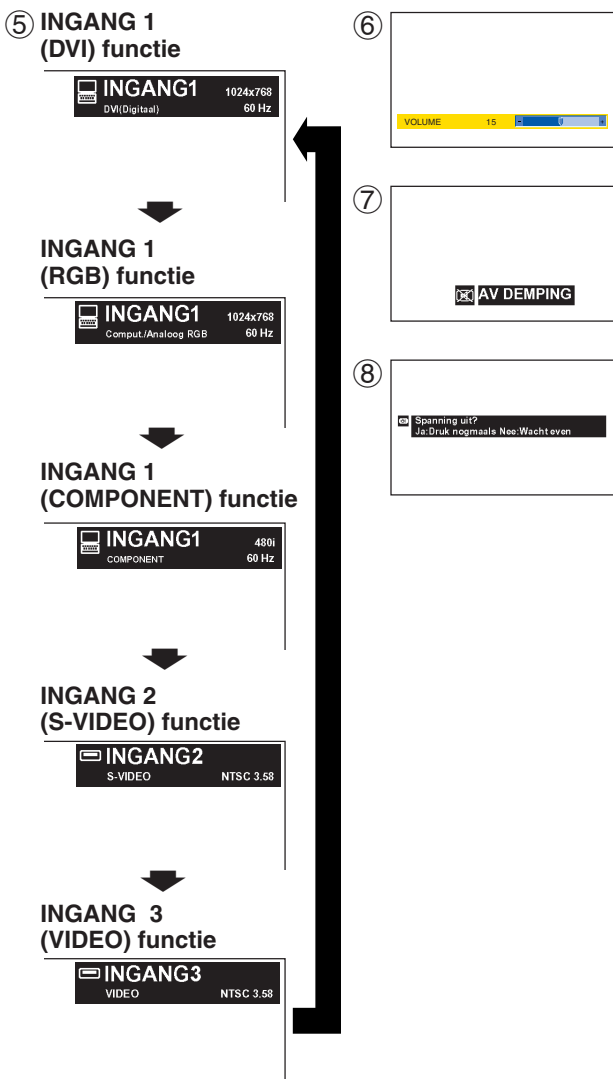 ⑤ INGANG 1
(DVI) functie
INGANG1 1024x768
DVI(Digitaal) 60 Hz
INGANG 1
(RGB) functie
INGANG1 1024x768
Comput./Analoog RGB 60 Hz
INGANG 1
(COMPONENT) functie
INGANG1 480i
COMPONENT 60 Hz
INGANG 2
(S-VIDEO) functie
INGANG2
S-VIDEO NTSC 3.58
INGANG 3
(VIDEO) functie
INGANG3
VIDEO NTSC 3.58
⑥
VOLUME 15 - +
⑦
AV DEMPING
⑧
Spanning uit?
Ja:Druk nogmaals Nee:Wacht even